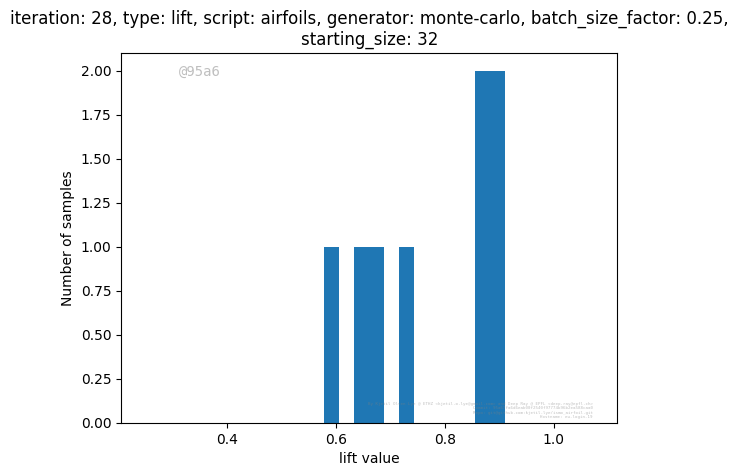 iteration: 28, type: lift, script: airfoils, generator: monte-carlo, batch_size_factor: 0.25,
starting_size: 32
@95a6
2.00
1.75
1.50
1.25
1.00
0.75
0.50
0.25
0.00
Number of samples
0.4 0.6 0.8 1.0
lift value